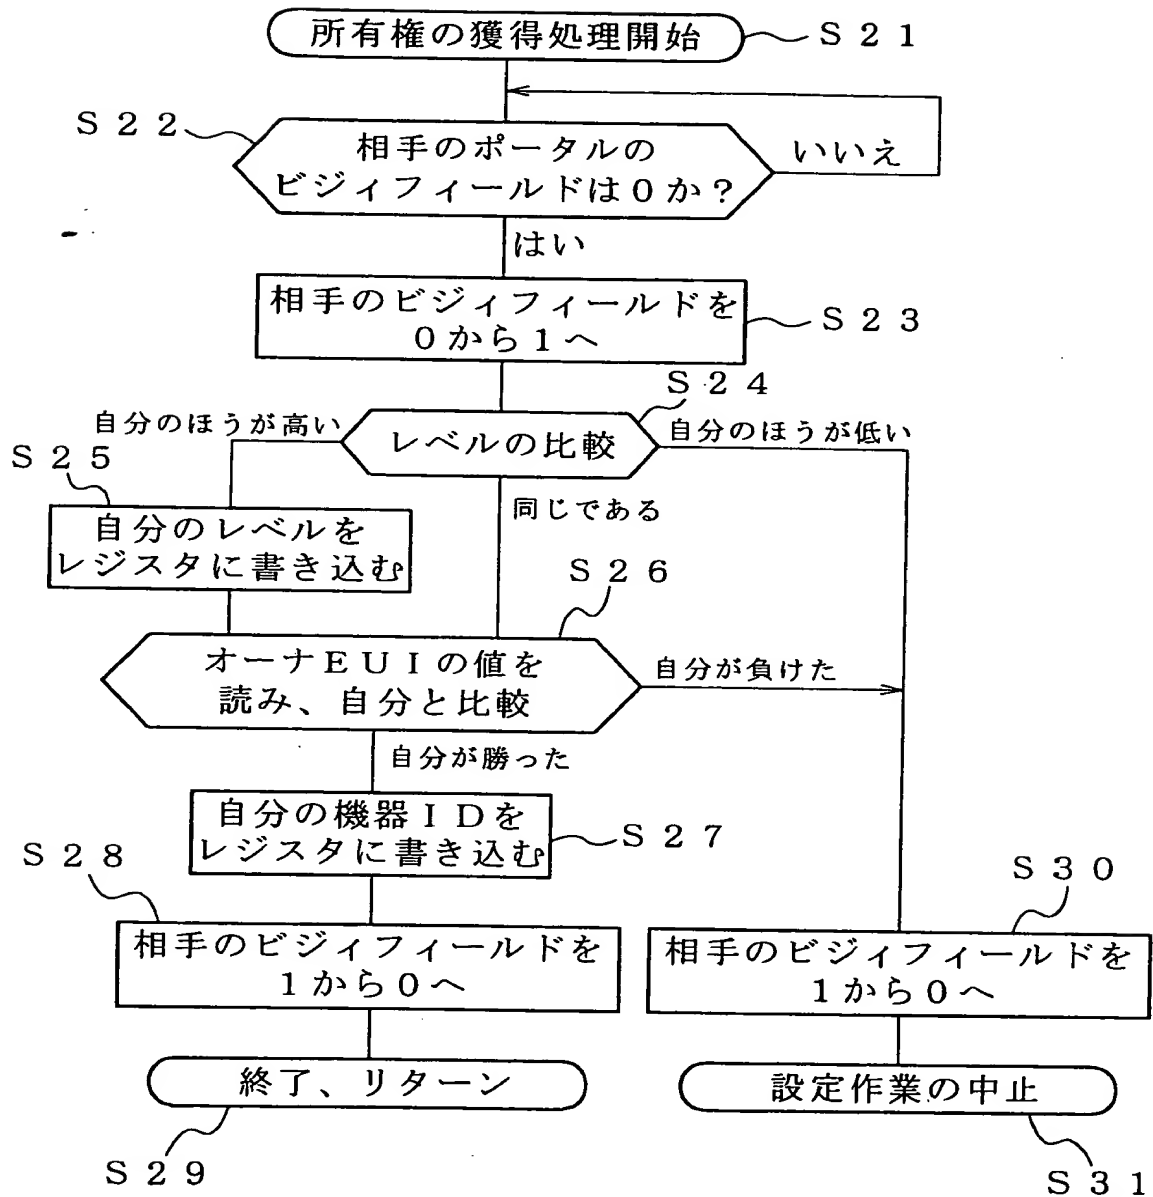 所有権の獲得処理開始
S21
S22
相手のポータルの
ビジィフィールドは0か?
いいえ
はい
相手のビジィフィールドを
0から1へ
S23
S24
自分のほうが高い
レベルの比較
自分のほうが低い
S25
同じである
自分のレベルを
レジスタに書き込む
S26
オーナEUIの値を
読み、自分と比較
自分が負けた
自分が勝った
自分の機器IDを
レジスタに書き込む
S27
S28
S30
相手のビジィフィールドを
1から0へ
相手のビジィフィールドを
1から0へ
終了、リターン
設定作業の中止
S29
S31